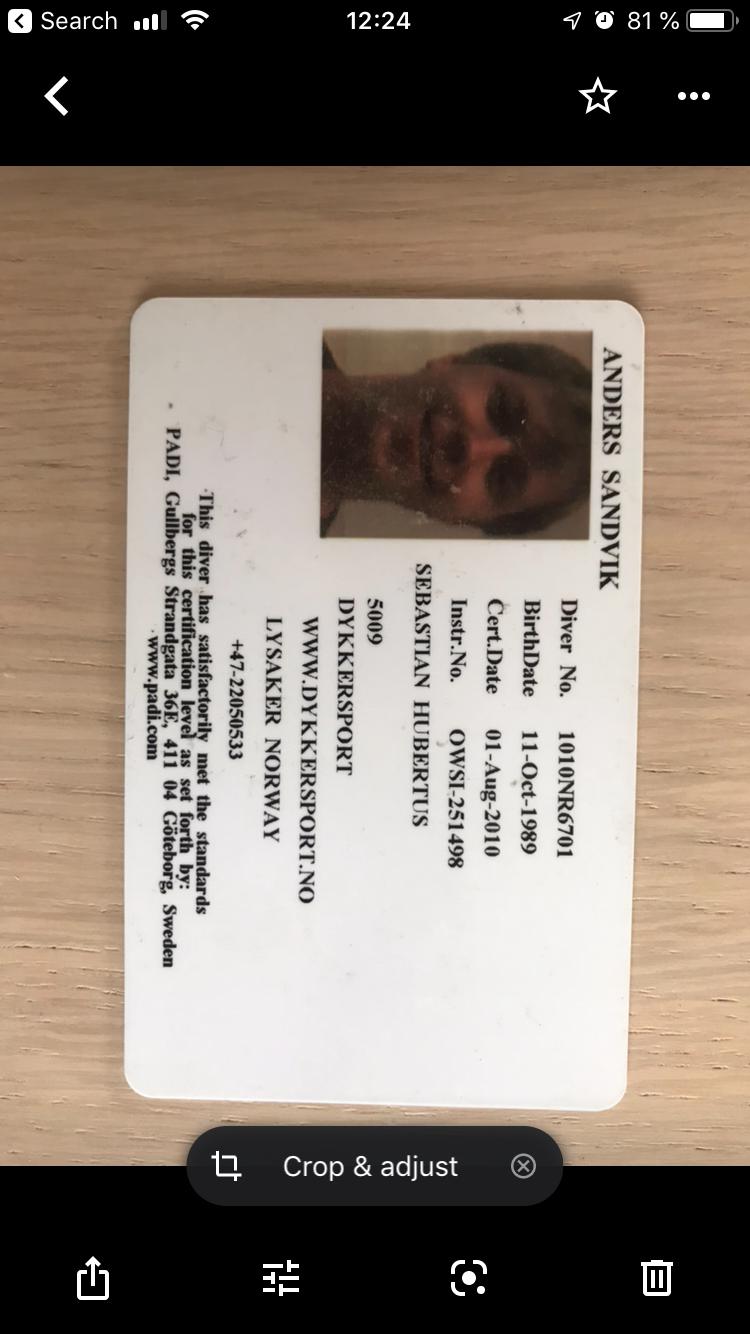 Search
12:24
81 %
ANDERS SANDVIK
Diver No. 1010NR6701
BirthDate 11-Oct-1989
Cert.Date 01-Aug-2010
Instr.No. OWSI-251498
SEBASTIAN HUBERTUS
5009
DYKKERSPORT
WWW.DYKKERSPORT.NO
LYSAKER NORWAY
+47-22050533
This diver has satisfactorily met the standards
for this certification level as set forth by:
PADI, Gullbergs Strandgata 36E, 411 04 Göteborg, Sweden
www.padi.com
Crop & adjust